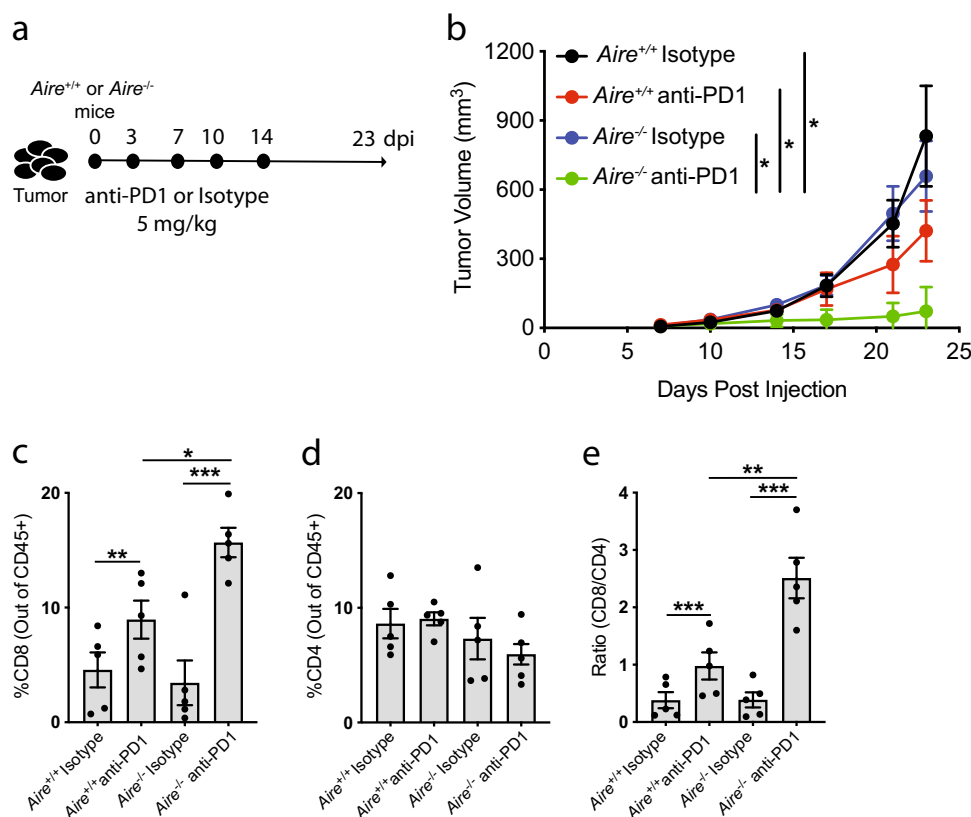 a
Aire+/+ or Aire-/-
mice
0 3 7 10 14 23 dpi
Tumor
anti-PD1 or Isotype
5 mg/kg
b
Tumor Volume (mm3)
1200
900
600
300
0
0 5 10 15 20 25
Days Post Injection
Aire+/+ Isotype
Aire+/+ anti-PD1
Aire-/- Isotype
Aire-/- anti-PD1
*
*
*
c
%CD8 (Out of CD45+)
20
10
0
**
***
*
Aire+/+ Isotype
Aire+/+ anti-PD1
Aire-/- Isotype
Aire-/- anti-PD1
d
%CD4 (Out of CD45+)
20
10
0
Aire+/+ Isotype
Aire+/+ anti-PD1
Aire-/- Isotype
Aire-/- anti-PD1
e
Ratio (CD8/CD4)
4
3
2
1
0
***
***
**
Aire+/+ Isotype
Aire+/+ anti-PD1
Aire-/- Isotype
Aire-/- anti-PD1